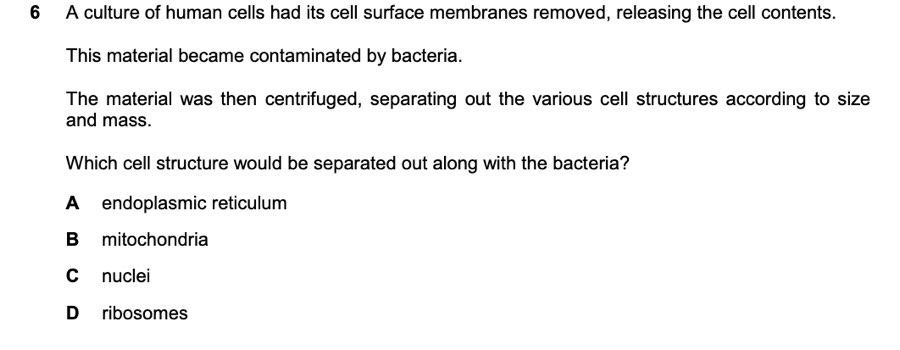 6 A culture of human cells had its cell surface membranes removed, releasing the cell contents.
This material became contaminated by bacteria.
The material was then centrifuged, separating out the various cell structures according to size
and mass.
Which cell structure would be separated out along with the bacteria?
A endoplasmic reticulum
B mitochondria
C nuclei
D ribosomes